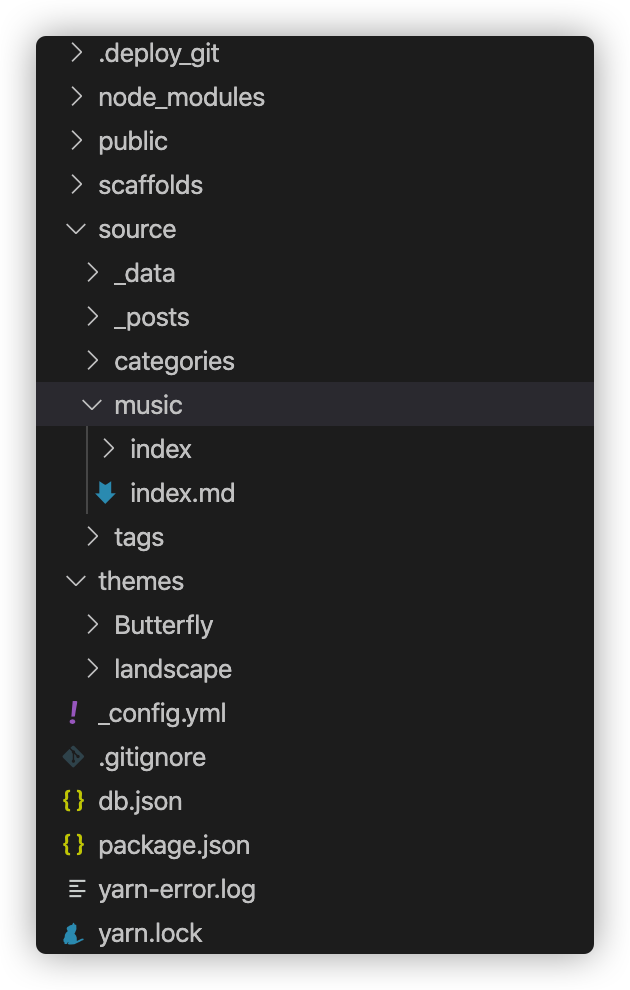 .deploy_git
node_modules
public
scaffolds
source
_data
_posts
categories
music
index
index.md
tags
themes
Butterfly
landscape
_config.yml
.gitignore
db.json
package.json
yarn-error.log
yarn.lock